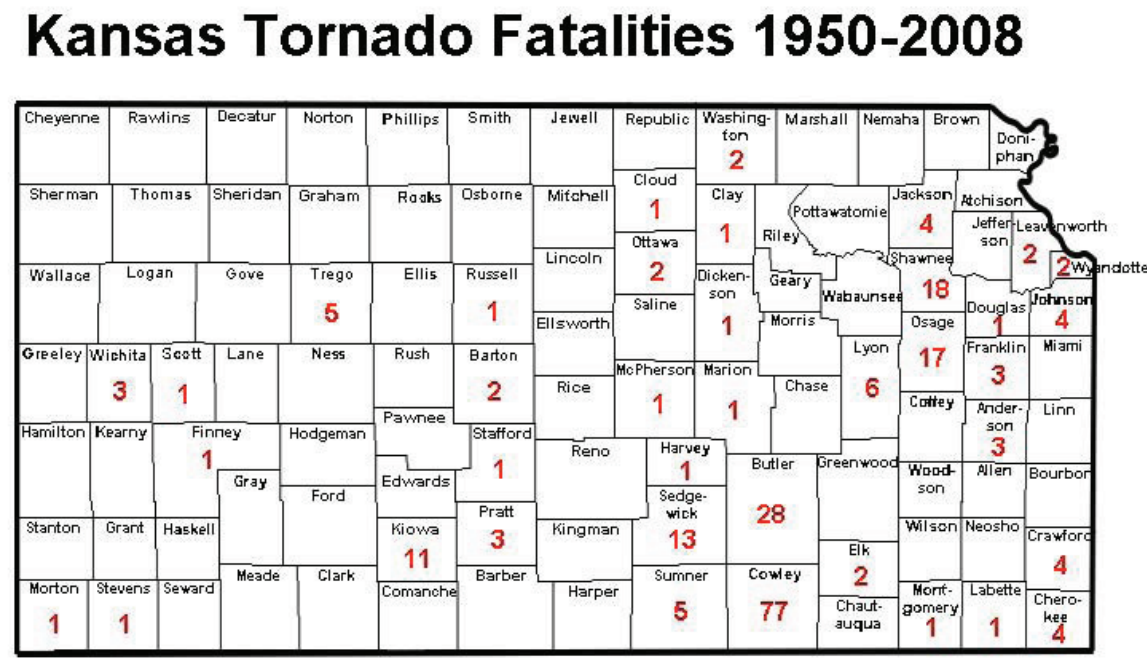 Kansas Tornado Fatalities 1950-2008
Cheyenne Rawlins Decatur Norton Phillips Smith Jewell Republic Washing- Marshall Nemaha Brown
ton
2
Doni-
phan
Sherman Thomas Sheridan Graham Rooks Osborne Mitchell
Cloud
1
Clay
1
Riley
Pottawatomie
Jackson
4
Atchison
Jeffer-
son
Leavenworth
2
2 Wyandotte
Wallace Logan Gove
Trego
5
Ellis
Russell
1
Lincoln
Ottawa
2
Saline
Dicken-
son
1
Geary
Wabaunsee
Shawnee
18
Douglas
1
Johnson
4
Ellsworth
Morris
Osage
17
Greeley
Wichita
3
Scott
1
Lane Ness Rush
Barton
2
Rice
McPherson
1
Marion
1
Chase
Lyon
6
Franklin
3
Miami
Coffey
Ander-
son
3
Linn
Hamilton Kearny
Finney
1
Hodgeman
Pawnee
Stafford
1
Reno
Harvey
1
Butler
28
Greenwood
Wood-
son
Allen
Bourbon
Gray
Ford
Edwards
Sedge-
wick
13
Stanton Grant Haskell
Kiowa
11
Pratt
3
Kingman
Elk
2
Wilson Neosho
Crawford
4
Morton
1
Stevens
1
Seward
Meade Clark
Comanche
Barber
Harper
Sumner
5
Cowley
77
Chaut-
auqua
Mont-
gomery
1
Labette
1
Chero-
kee
4